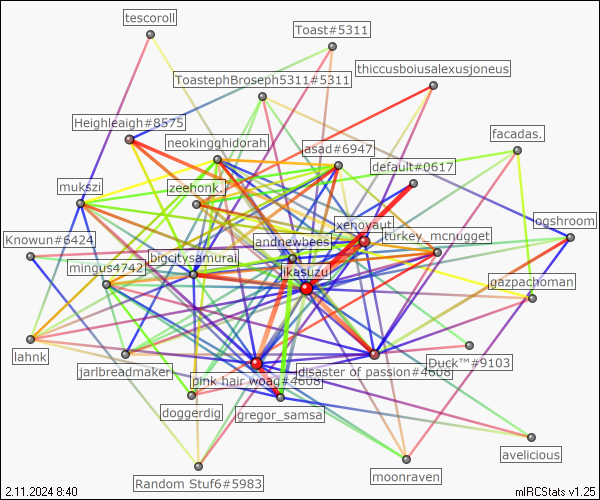 tescoroll
Toast#5311
ToastephBroseph5311#5311
thiccusboiusalexusjoneus
Heighleaigh#8575
neokingghidorah
asad#6947
facadas.
default#0617
mukszi
zeehonk.
xenoyaut
ogshroom
Knowun#6424
andnewbees
turkey_mcnugget
bigcitysamurai
mingus4742
ikasuzu
gazpachoman
lahnk
jarlbreadmaker
Duck™#9103
pink hair woag#4608
disaster of passion#4608
doggerdig
gregor_samsa
avelicious
moonraven
Random Stuf6#5983
2.11.2024 8:40
mIRCStats v1.25